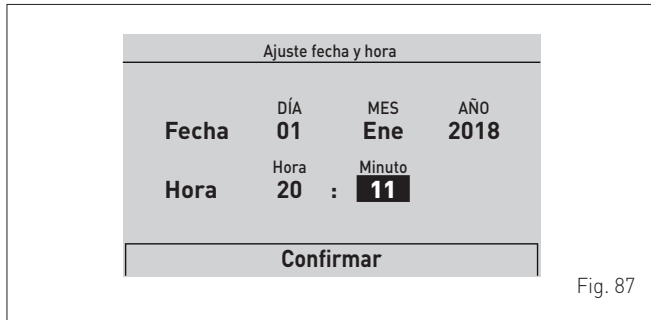 Ajuste fecha y hora
DÍA MES AÑO
Fecha 01 Ene 2018
Hora Minuto
Hora 20 : 11
Confirmar
Fig. 87